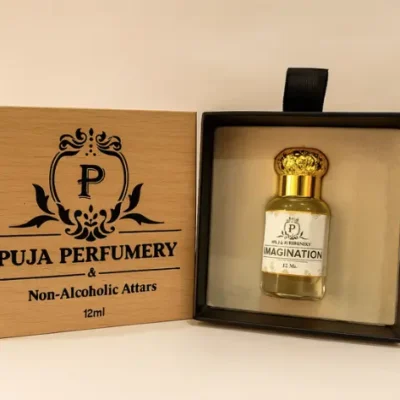 P
PUJA PERFUMERY
&
Non-Alcoholic Attars
12ml
P
IMAGINATION